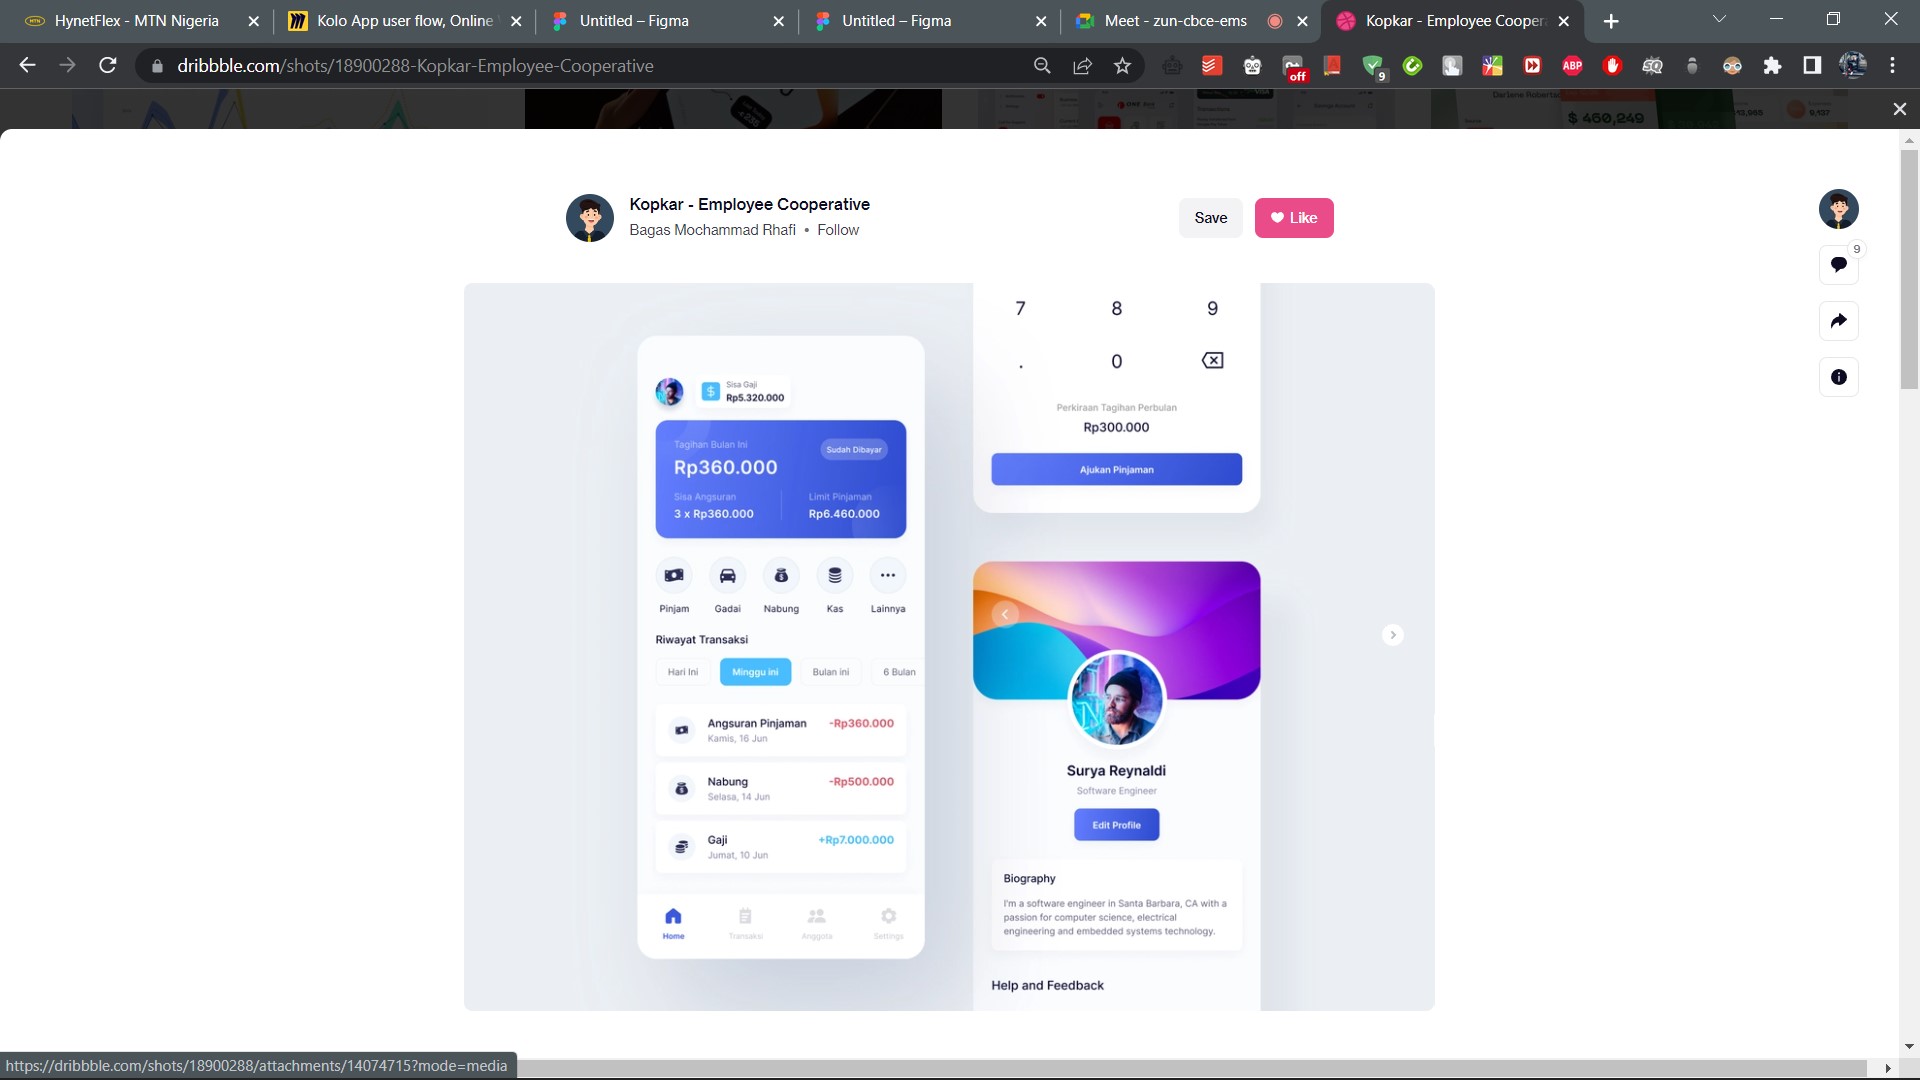 HynetFlex - MTN Nigeria
Kolo App user flow, Online
Untitled – Figma
Untitled – Figma
Meet - zun-cbce-ems
Kopkar - Employee Cooper
dribbble.com/shots/18900288-Kopkar-Employee-Cooperative
off
9
ABP
$ 460,249
9,137
Kopkar - Employee Cooperative
Bagas Mochammad Rhafi • Follow
Save
Like
9
Sisa Gaji
Rp5.320.000
Tagihan Bulan Ini
Sudah Dibayar
Rp360.000
Sisa Angsuran
Limit Pinjaman
3 x Rp360.000
Rp6.460.000
Pinjam
Gadai
Nabung
Kas
Lainnya
Riwayat Transaksi
Hari Ini
Minggu ini
Bulan ini
6 Bulan
Angsuran Pinjaman
-Rp360.000
Kamis, 16 Jun
Nabung
-Rp500.000
Selasa, 14 Jun
Gaji
+Rp7.000.000
Jumat, 10 Jun
Home
Transaksi
Anggota
Settings
7 8 9
. 0
Perkiraan Tagihan Perbulan
Rp300.000
Ajukan Pinjaman
Surya Reynaldi
Software Engineer
Edit Profile
Biography
I'm a software engineer in Santa Barbara, CA with a
passion for computer science, electrical
engineering and embedded systems technology.
Help and Feedback
https://dribbble.com/shots/18900288/attachments/14074715?mode=media